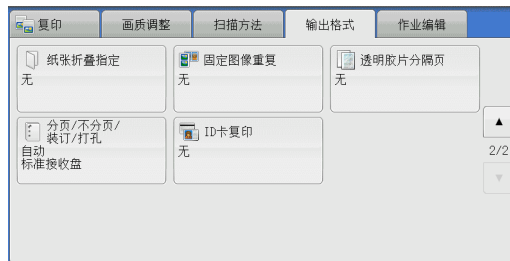 复印
画质调整
扫描方法
输出格式
作业编辑
纸张折叠指定
无
固定图像重复
无
透明胶片分隔页
无
分页/不分页/
装订/打孔
自动
标准接收盘
ID卡复印
无
▲
2/2
▼